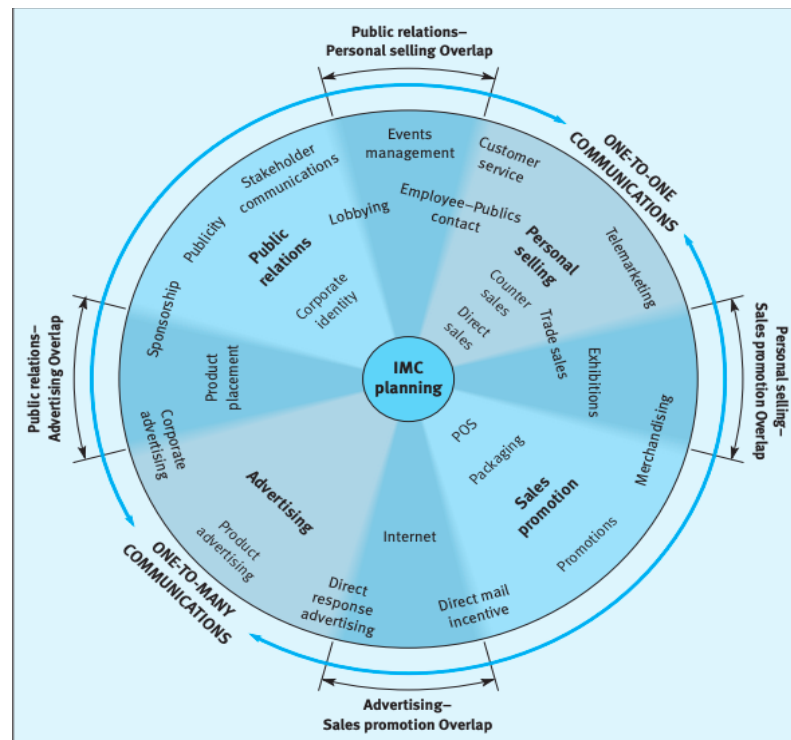 Public relations–
Personal selling Overlap
ONE-TO-ONE
COMMUNICATIONS
Events
management
Customer
service
Stakeholder
communications
Lobbying
Employee–Publics
contact
Publicity
Public
relations
Personal
selling
Telemarketing
Corporate
identity
Counter
sales
Direct
sales
Sponsorship
Trade sales
Public relations–
Advertising Overlap
Product
placement
IMC
planning
Exhibitions
Personal selling–
Sales promotion Overlap
Corporate
advertising
Merchandising
POS
Packaging
Advertising
Sales
promotion
Product
advertising
Internet
Promotions
Direct
response
advertising
Direct mail
incentive
ONE-TO-MANY
COMMUNICATIONS
Advertising–
Sales promotion Overlap